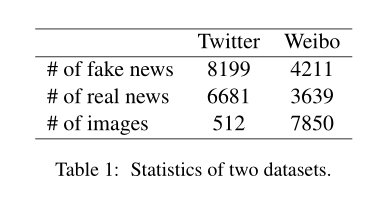 Twitter Weibo
# of fake news 8199 4211
# of real news 6681 3639
# of images 512 7850
Table 1: Statistics of two datasets.